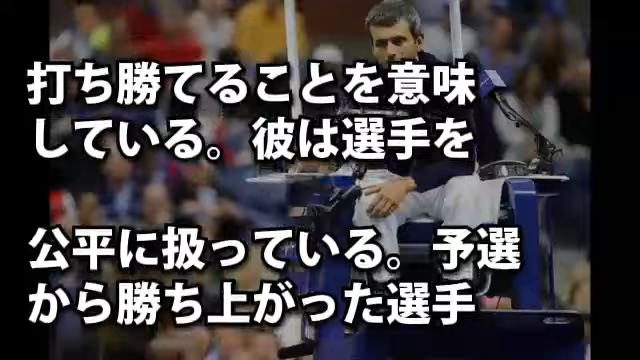 打ち勝てることを意味
している。彼は選手を
公平に扱っている。予選
から勝ち上がった選手